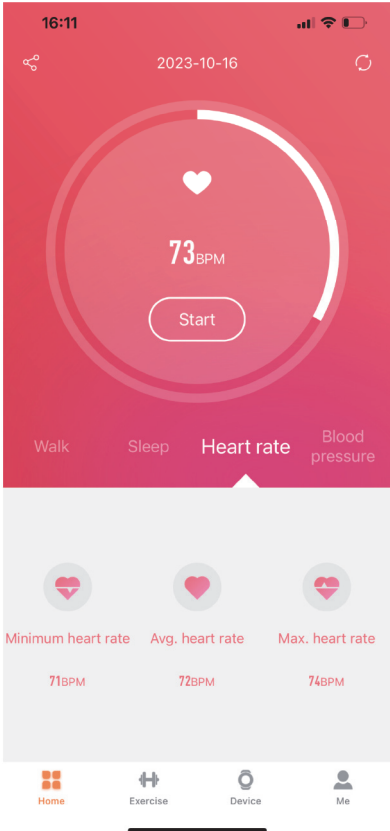 16:11
2023-10-16
73BPM
Start
Walk
Sleep
Heart rate
Blood
pressure
Minimum heart rate
Avg. heart rate
Max. heart rate
71BPM
72BPM
74BPM
Home
Exercise
Device
Me